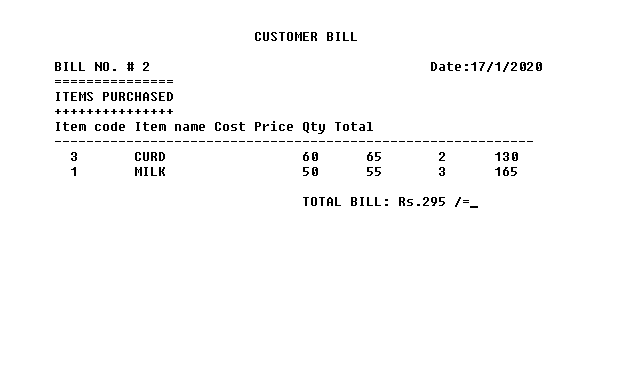 CUSTOMER BILL
BILL NO. # 2 Date:17/1/2020
===============
ITEMS PURCHASED
+++++++++++++++
Item code Item name Cost Price Qty Total
------------------------------------------------------------
3 CURD 60 65 2 130
1 MILK 50 55 3 165
TOTAL BILL: Rs.295 /=_